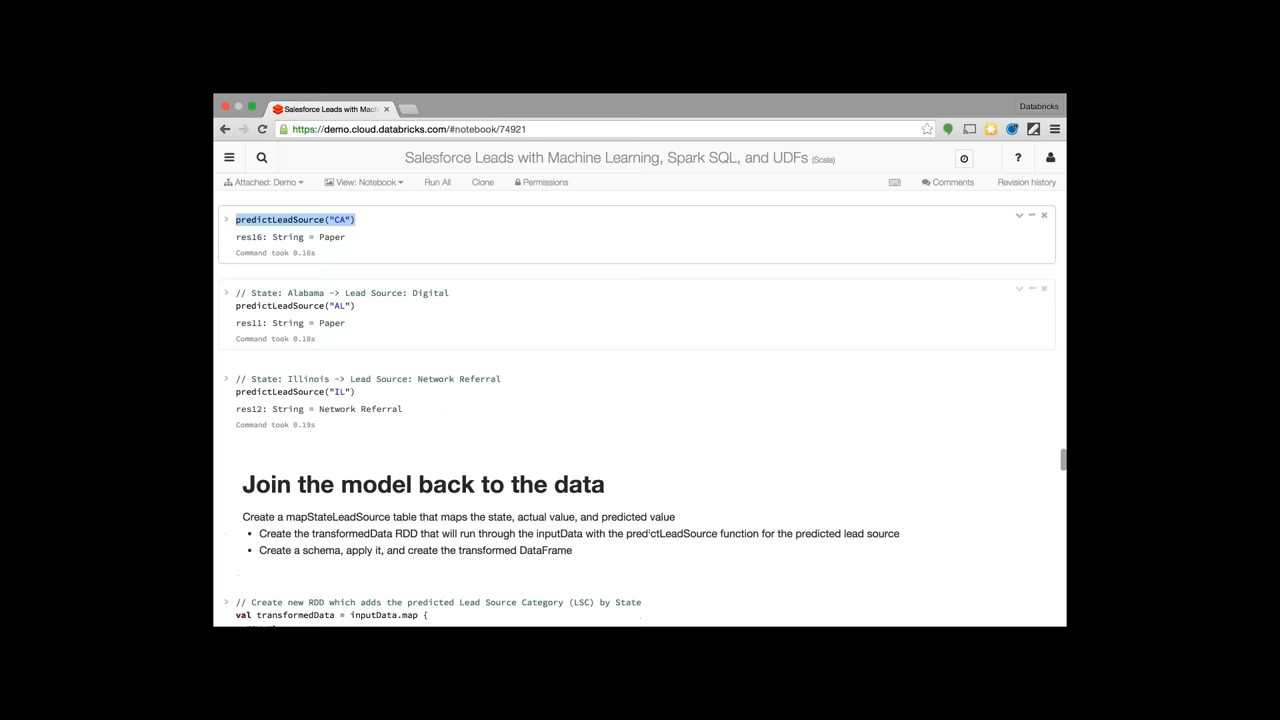 Salesforce Leads with Mach
Databricks
https://demo.cloud.databricks.com/#notebook/74921
Salesforce Leads with Machine Learning, Spark SQL, and UDFs (Scala)
Attached: Demo View: Notebook Run All Clone Permissions Comments Revision history
> predictLeadSource("CA")
res16: String = Paper
Command took 0.16s
> // State: Alabama -> Lead Source: Digital
predictLeadSource("AL")
res11: String = Paper
Command took 0.18s
> // State: Illinois -> Lead Source: Network Referral
predictLeadSource("IL")
res12: String = Network Referral
Command took 0.19s
Join the model back to the data
Create a mapStateLeadSource table that maps the state, actual value, and predicted value
• Create the transformedData RDD that will run through the inputData with the predictLeadSource function for the predicted lead source
• Create a schema, apply it, and create the transformed DataFrame
> // Create new RDD which adds the predicted Lead Source Category (LSC) by State
val transformedData = inputData.map {